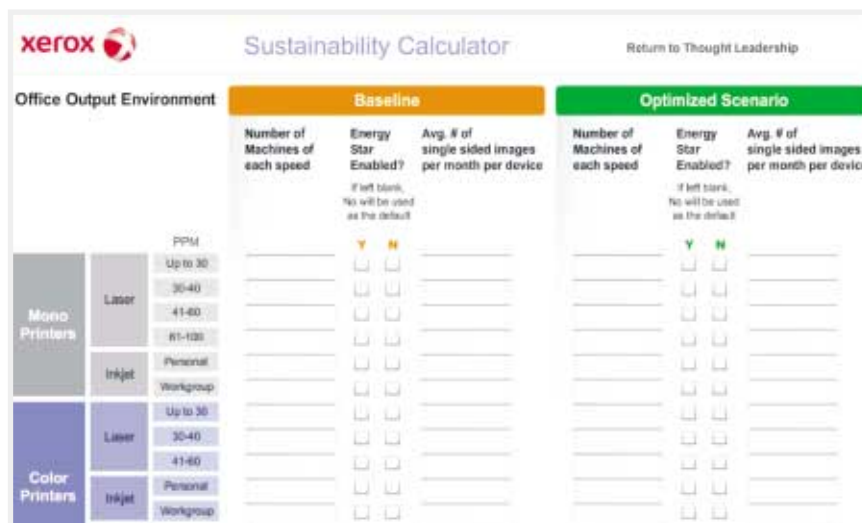 xerox Sustainability Calculator Return to Thought Leadership
Office Output Environment Baseline Optimized Scenario
Number of Energy Avg. # of Number of Energy Avg. # of
Machines of Star single sided images Machines of Star single sided images
each speed Enabled? per month per device each speed Enabled? per month per devic
If left blank, If left blank,
No will be used No will be used
as the default as the default
PPM Y N Y N
Mono Printers
Laser
Up to 30
30-40
41-60
61-100
Inkjet
Personal
Workgroup
Color Printers
Laser
Up to 30
30-40
41-60
Inkjet
Personal
Workgroup